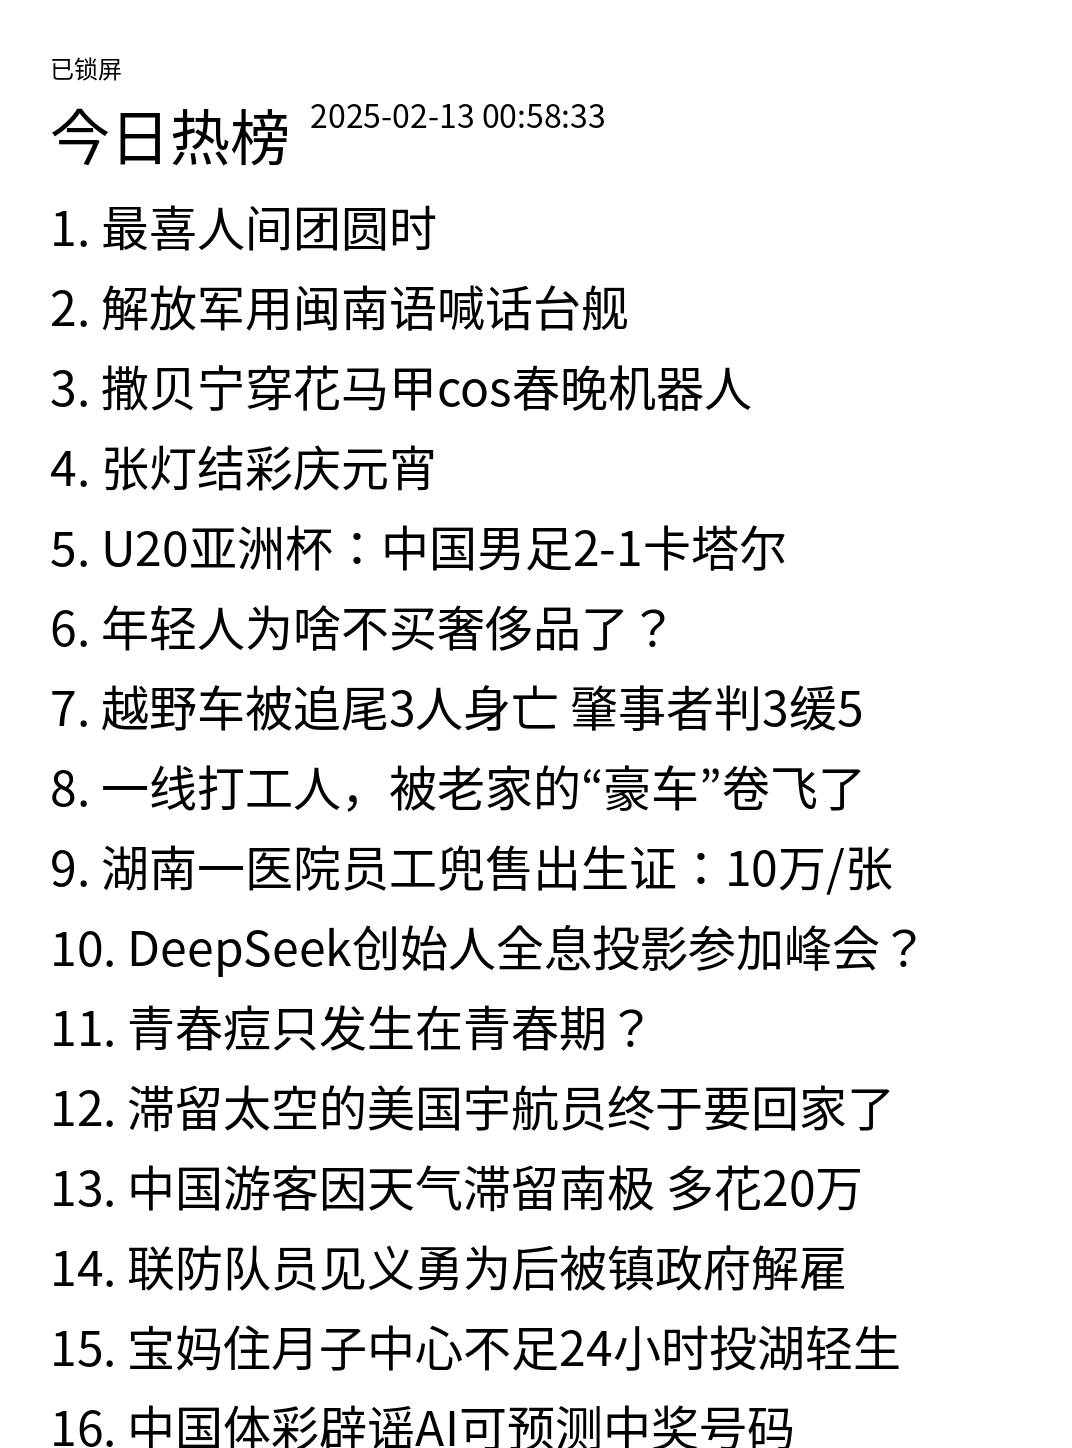 已锁屏
今日热榜 2025-02-13 00:58:33
1. 最喜人间团圆时
2. 解放军用闽南语喊话台舰
3. 撒贝宁穿花马甲cos春晚机器人
4. 张灯结彩庆元宵
5. U20亚洲杯：中国男足2-1卡塔尔
6. 年轻人为啥不买奢侈品了？
7. 越野车被追尾3人身亡 肇事者判3缓5
8. 一线打工人，被老家的“豪车”卷飞了
9. 湖南一医院员工兜售出生证：10万/张
10. DeepSeek创始人全息投影参加峰会？
11. 青春痘只发生在青春期？
12. 滞留太空的美国宇航员终于要回家了
13. 中国游客因天气滞留南极 多花20万
14. 联防队员见义勇为后被镇政府解雇
15. 宝妈住月子中心不足24小时投湖轻生
16. 中国体彩辟谣AI可预测中奖号码